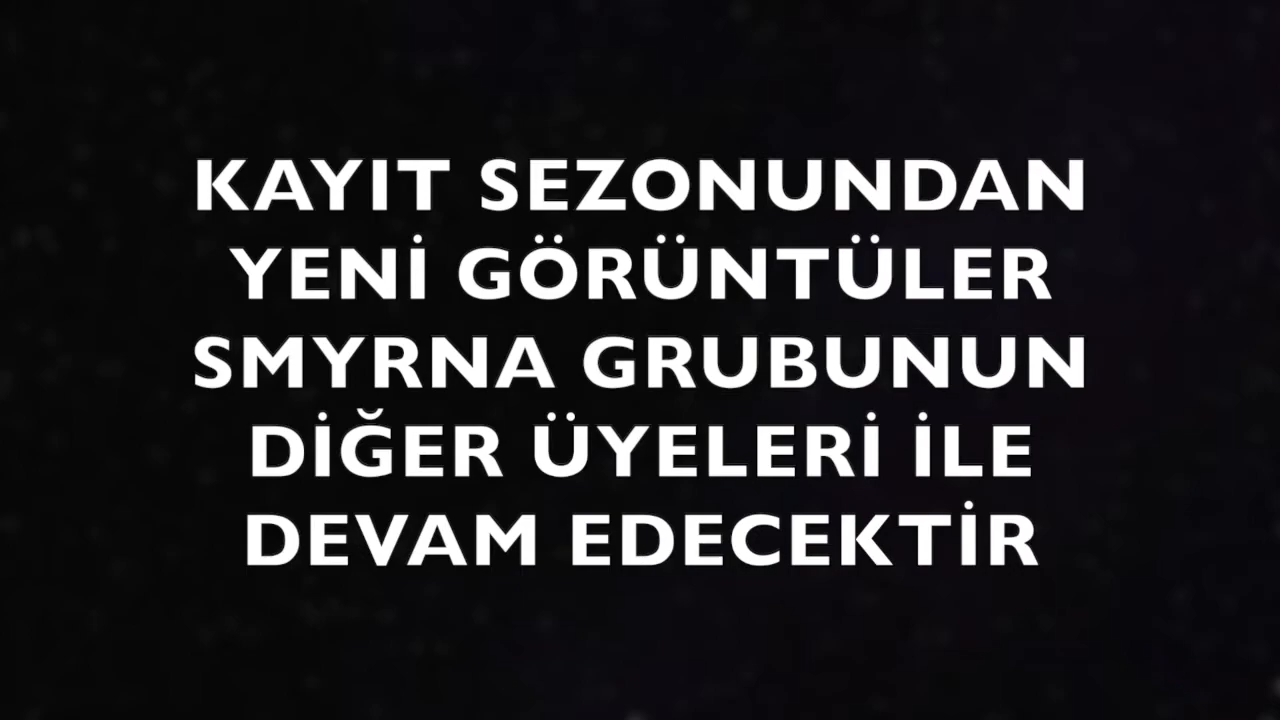 KAYIT SEZONUNDAN
YENİ GÖRÜNTÜLER
SMYRNA GRUBUNUN
DİĞER ÜYELERİ İLE
DEVAM EDECEKTİR